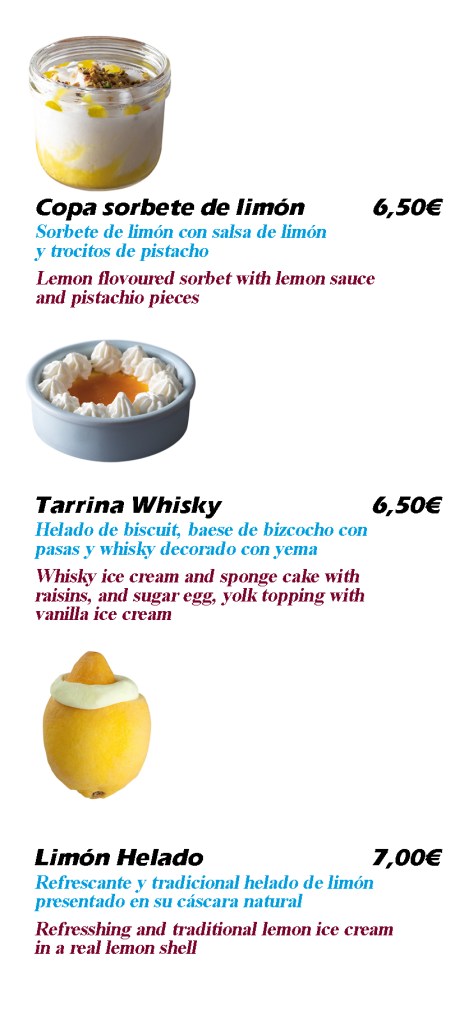 Copa sorbete de limón 6,50€
Sorbete de limón con salsa de limón
y trocitos de pistacho
Lemon flovoured sorbet with lemon sauce
and pistachio pieces
Tarrina Whisky 6,50€
Helado de biscuit, baese de bizcocho con
pasas y whisky decorado con yema
Whisky ice cream and sponge cake with
raisins, and sugar egg, yolk topping with
vanilla ice cream
Limón Helado 7,00€
Refrescante y tradicional helado de limón
presentado en su cáscara natural
Refresshing and traditional lemon ice cream
in a real lemon shell